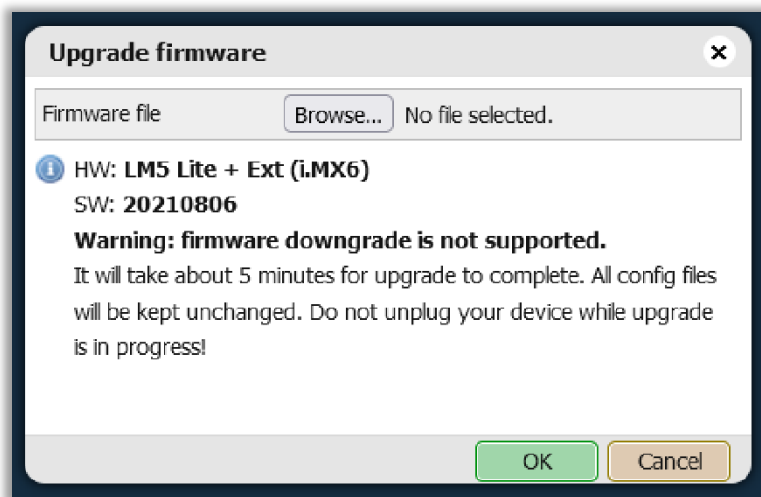 Upgrade firmware
Firmware file Browse... No file selected.
HW: LM5 Lite + Ext (i.MX6)
SW: 20210806
Warning: firmware downgrade is not supported.
It will take about 5 minutes for upgrade to complete. All config files
will be kept unchanged. Do not unplug your device while upgrade
is in progress!
OK Cancel